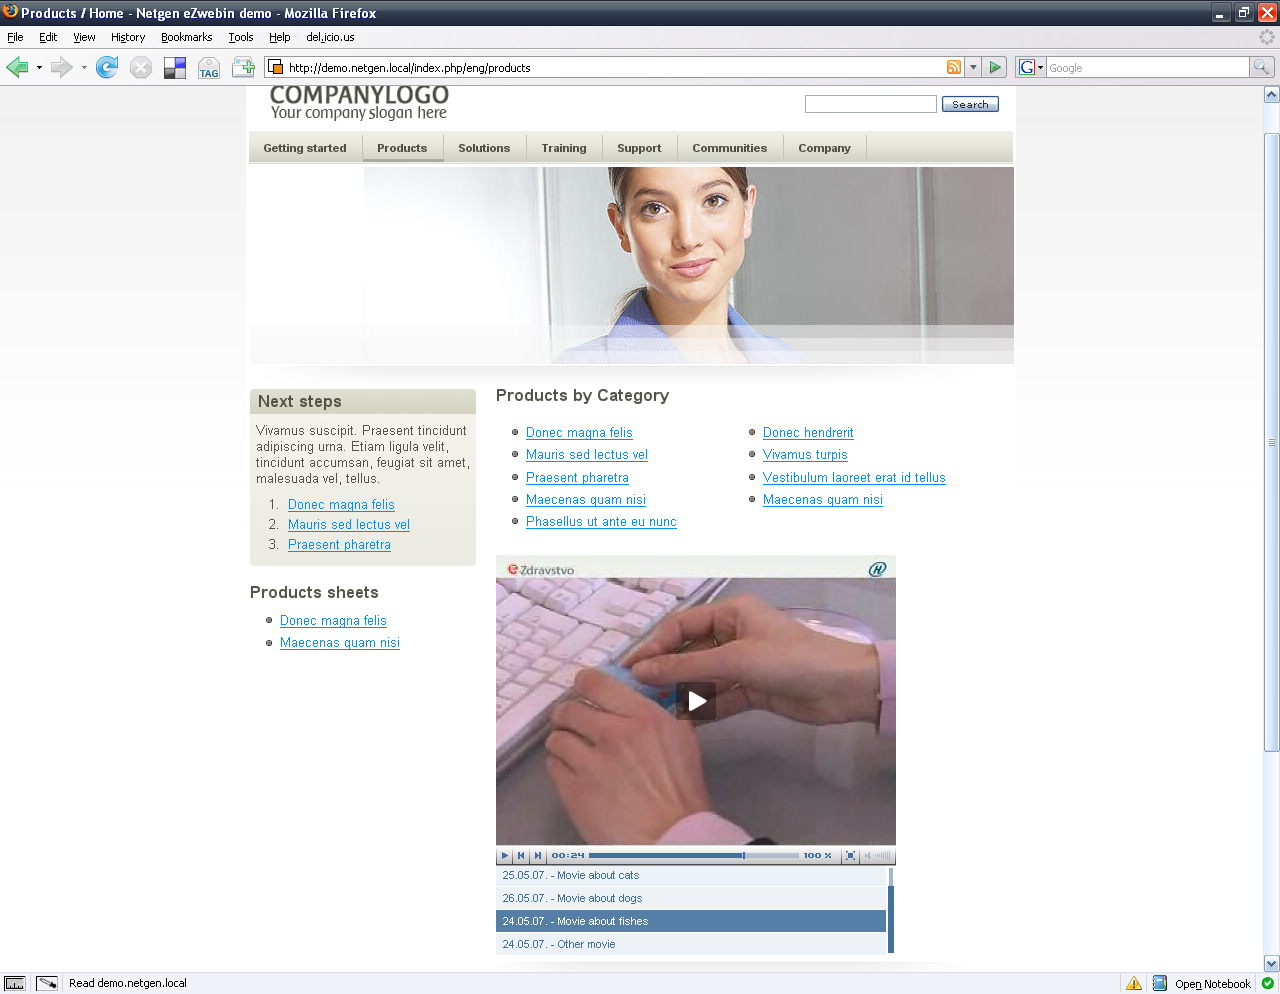 Products / Home - Netgen eZwebin demo - Mozilla Firefox
File Edit View History Bookmarks Tools Help del.icio.us
TAG http://demo.netgen.local/index.php/eng/products G Google
COMPANYLOGO
Your company slogan here
Search
Getting started Products Solutions Training Support Communities Company
Next steps
Vivamus suscipit. Praesent tincidunt
adipiscing urna. Etiam ligula velit,
tincidunt accumsan, feugiat sit amet,
malesuada vel, tellus.
1. Donec magna felis
2. Mauris sed lectus vel
3. Praesent pharetra
Products sheets
Donec magna felis
Maecenas quam nisi
Products by Category
Donec magna felis
Mauris sed lectus vel
Praesent pharetra
Maecenas quam nisi
Phasellus ut ante eu nunc
Donec hendrerit
Vivamus turpis
Vestibulum laoreet erat id tellus
Maecenas quam nisi
eZdravstvo H
00:24 100 %
25.05.07. - Movie about cats
26.05.07. - Movie about dogs
24.05.07. - Movie about fishes
24.05.07. - Other movie
Read demo.netgen.local Open Notebook